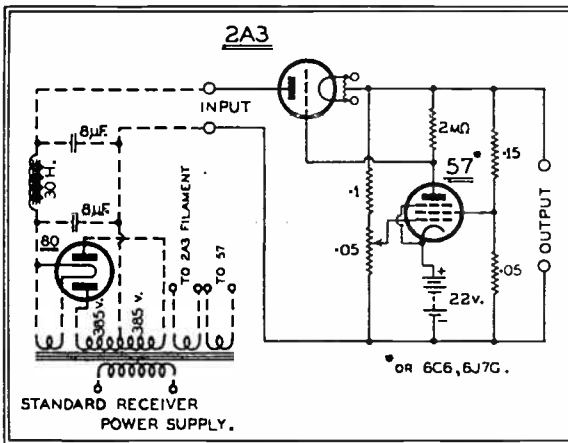 2A3
INPUT
8µF.
2MΩ
57*
.15
30 H.
.1
8µF.
TO 2A3 FILAMENT
TO 57
80
.05
.05
OUTPUT
385 v.
385 v.
+
22v.
-
* OR 6C6, 6J7G.
STANDARD RECEIVER
POWER SUPPLY.